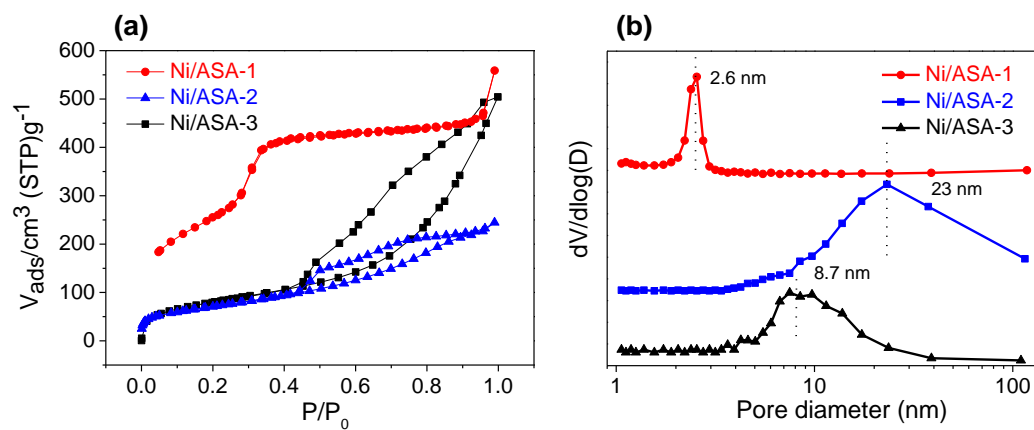 (a)
V_ads/cm³ (STP)g⁻¹
600
500
400
300
200
100
0
Ni/ASA-1
Ni/ASA-2
Ni/ASA-3
0.0 0.2 0.4 0.6 0.8 1.0
P/P₀
(b)
dV/dlog(D)
2.6 nm
Ni/ASA-1
Ni/ASA-2
Ni/ASA-3
23 nm
8.7 nm
1 10 100
Pore diameter (nm)